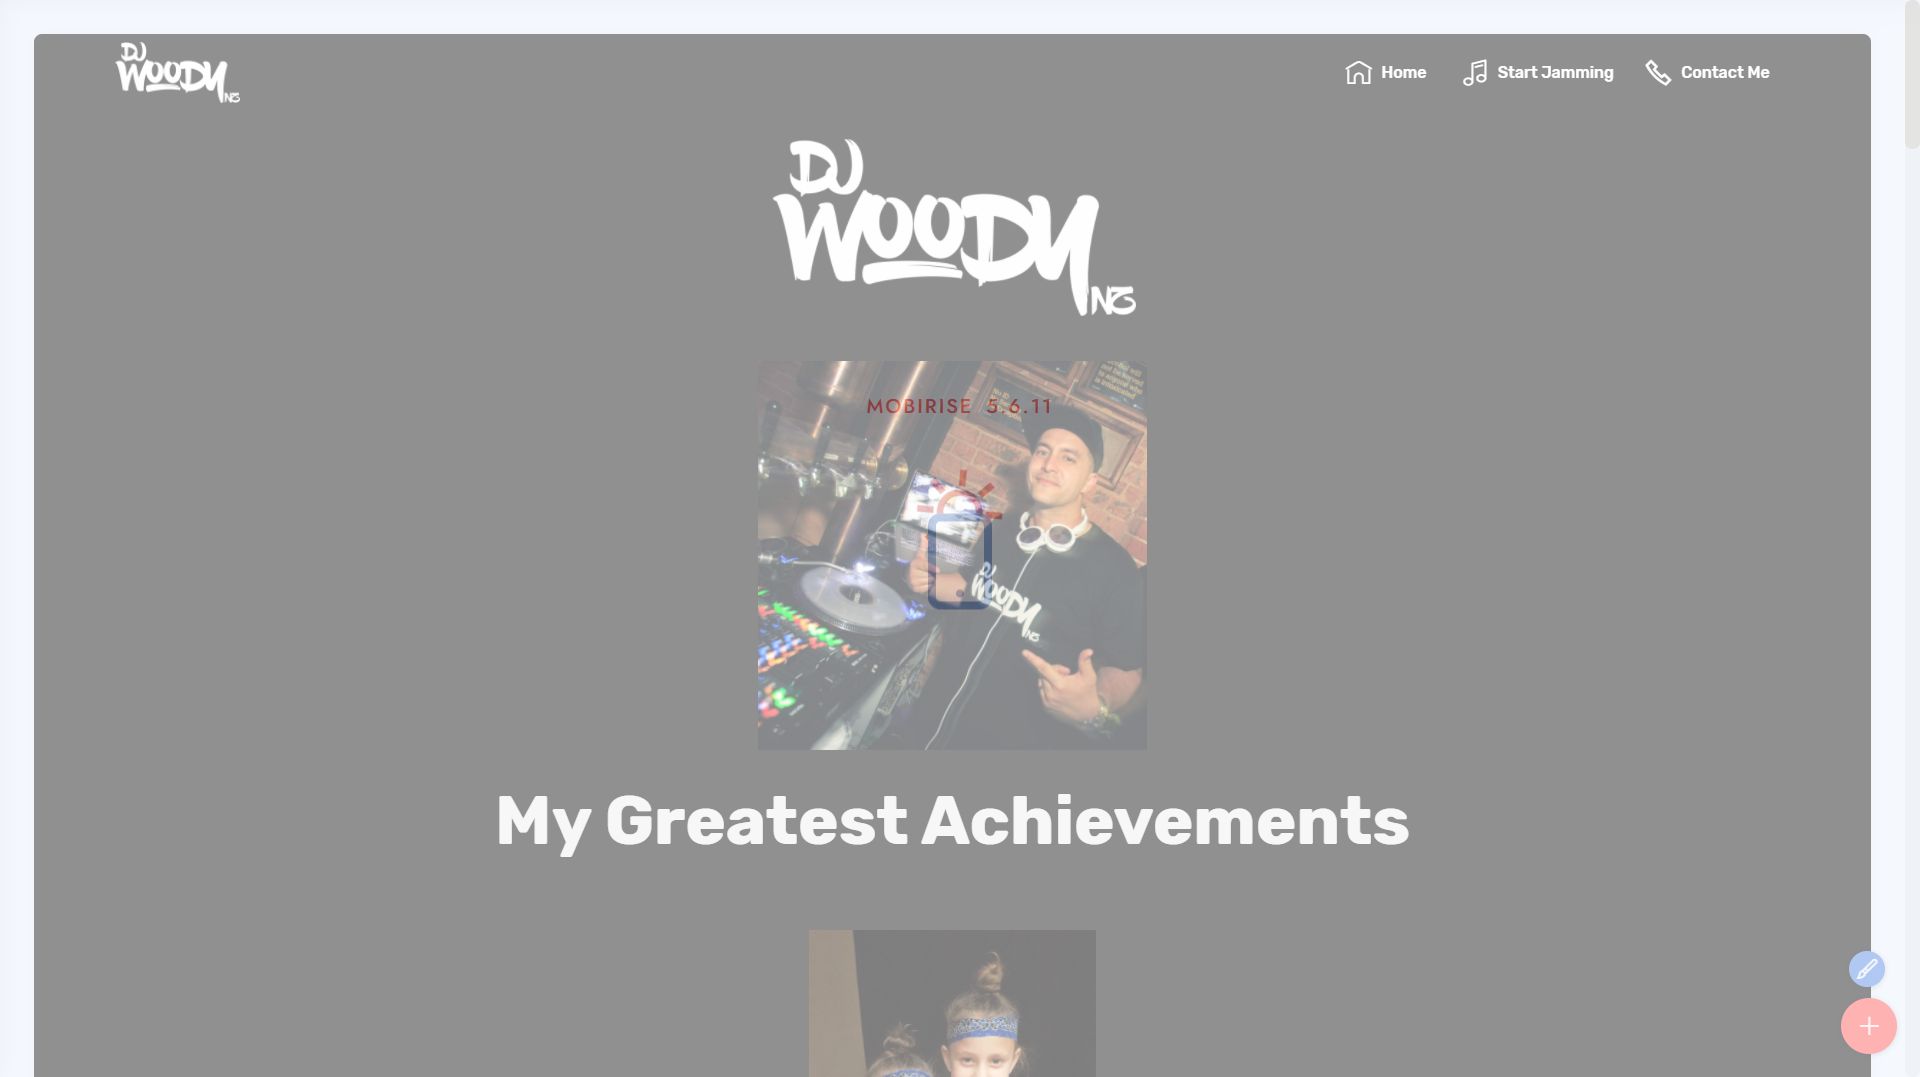 DJ
WOODY
NZ
Home
Start Jamming
Contact Me
DJ
WOODY
NZ
MOBIRISE 5.6.11
DJ
WOODY
NZ
My Greatest Achievements